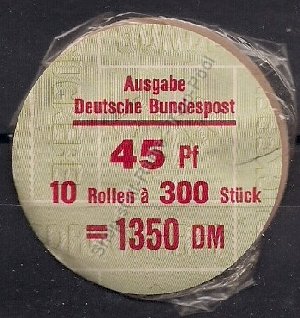 Ausgabe
Deutsche Bundespost
45 Pf
10 Rollen à 300 Stück
= 1350 DM